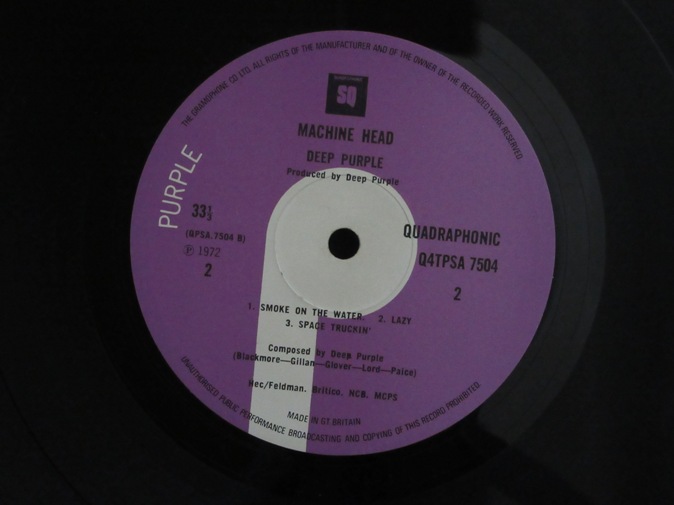 THE GRAMOPHONE CO LTD. ALL RIGHTS OF THE MANUFACTURER AND OF THE OWNER OF THE RECORDED WORK RESERVED.
SQ
MACHINE HEAD
DEEP PURPLE
Produced by Deep Purple
PURPLE
33⅓
(QPSA.7504 B)
℗ 1972
2
QUADRAPHONIC
Q4TPSA 7504
2
1. SMOKE ON THE WATER. 2. LAZY
3. SPACE TRUCKIN'
Composed by Deep Purple
(Blackmore—Gillan—Glover—Lord—Paice)
Hec/Feldman. Britico. NCB. MCPS
MADE IN GT BRITAIN
UNAUTHORISED PUBLIC PERFORMANCE BROADCASTING AND COPYING OF THIS RECORD PROHIBITED.